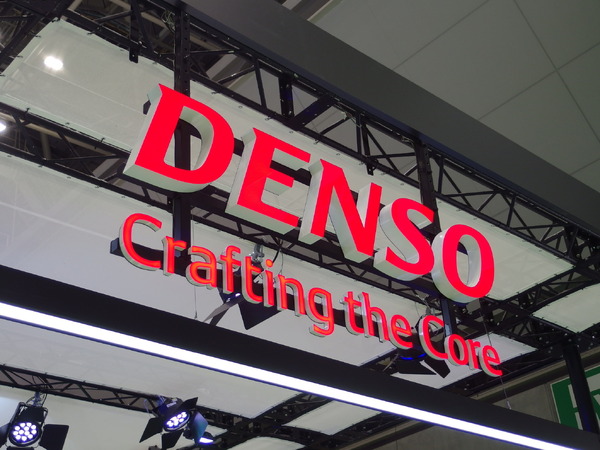 DENSO
Crafting the Core